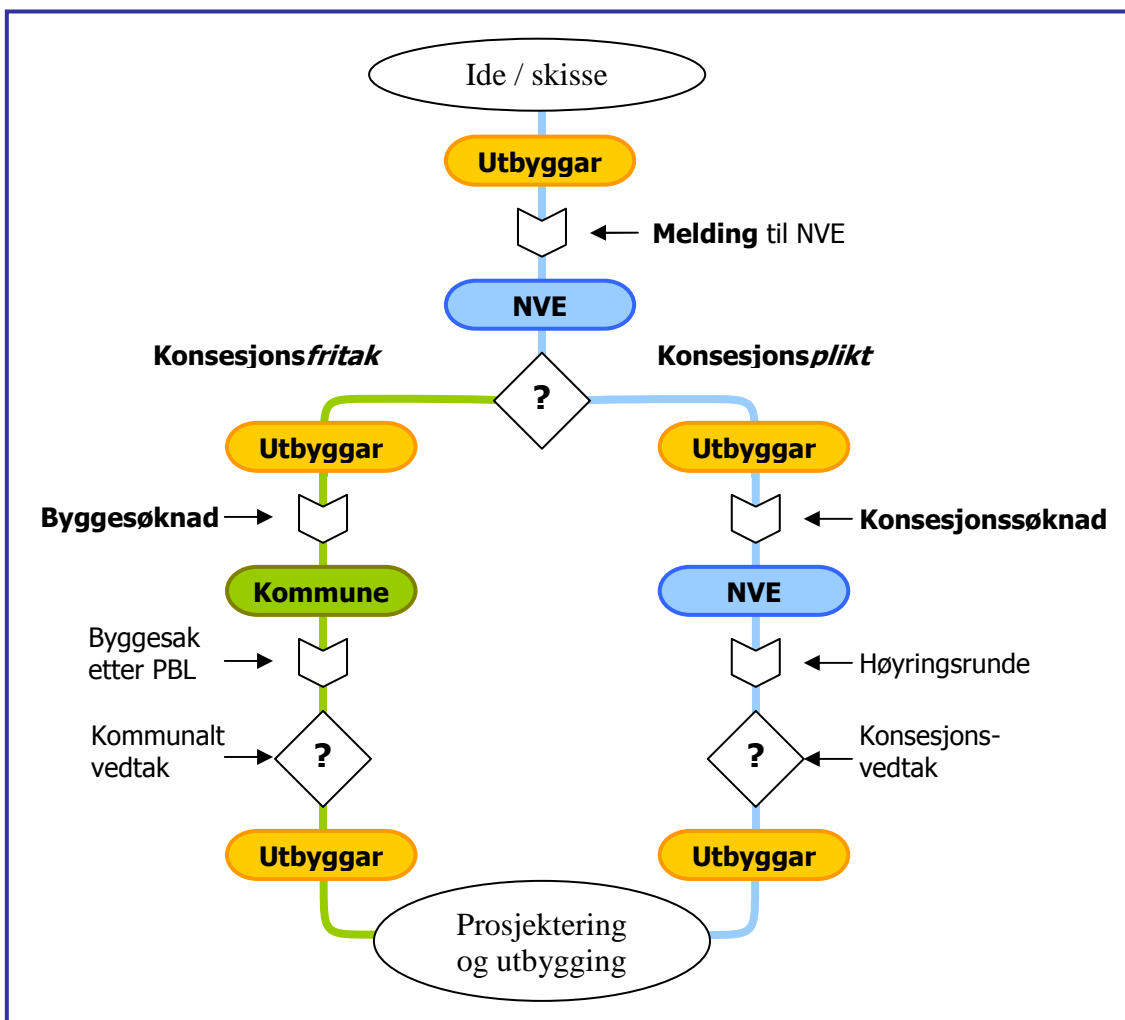 Ide / skisse
Utbyggar
Melding til NVE
NVE
Konsesjonsfritak
Konsesjonsplikt
?
Utbyggar
Utbyggar
Byggesøknad
Konsesjonssøknad
Kommune
NVE
Byggesak
etter PBL
Høyringsrunde
Kommunalt
vedtak
?
?
Konsesjons-
vedtak
Utbyggar
Utbyggar
Prosjektering
og utbygging